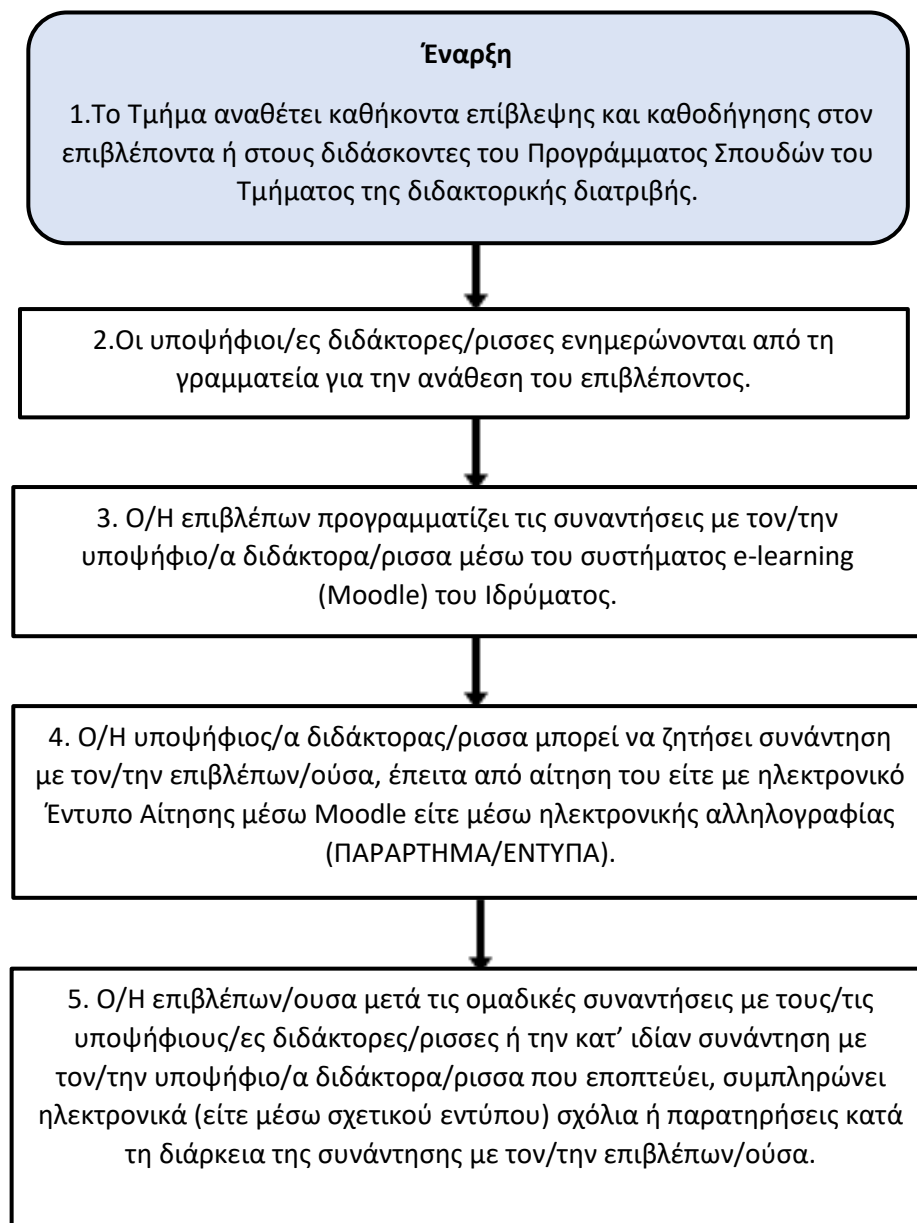 Έναρξη
1.Το Τμήμα αναθέτει καθήκοντα επίβλεψης και καθοδήγησης στον
επιβλέποντα ή στους διδάσκοντες του Προγράμματος Σπουδών του
Τμήματος της διδακτορικής διατριβής.
2.Οι υποψήφιοι/ες διδάκτορες/ρισσες ενημερώνονται από τη
γραμματεία για την ανάθεση του επιβλέποντος.
3. Ο/Η επιβλέπων προγραμματίζει τις συναντήσεις με τον/την
υποψήφιο/α διδάκτορα/ρισσα μέσω του συστήματος e-learning
(Moodle) του Ιδρύματος.
4. Ο/Η υποψήφιος/α διδάκτορας/ρισσα μπορεί να ζητήσει συνάντηση
με τον/την επιβλέπων/ούσα, έπειτα από αίτηση του είτε με ηλεκτρονικό
Έντυπο Αίτησης μέσω Moodle είτε μέσω ηλεκτρονικής αλληλογραφίας
(ΠΑΡΑΡΤΗΜΑ/ΕΝΤΥΠΑ).
5. Ο/Η επιβλέπων/ουσα μετά τις ομαδικές συναντήσεις με τους/τις
υποψήφιους/ες διδάκτορες/ρισσες ή την κατ’ ιδίαν συνάντηση με
τον/την υποψήφιο/α διδάκτορα/ρισσα που εποπτεύει, συμπληρώνει
ηλεκτρονικά (είτε μέσω σχετικού εντύπου) σχόλια ή παρατηρήσεις κατά
τη διάρκεια της συνάντησης με τον/την επιβλέπων/ούσα.